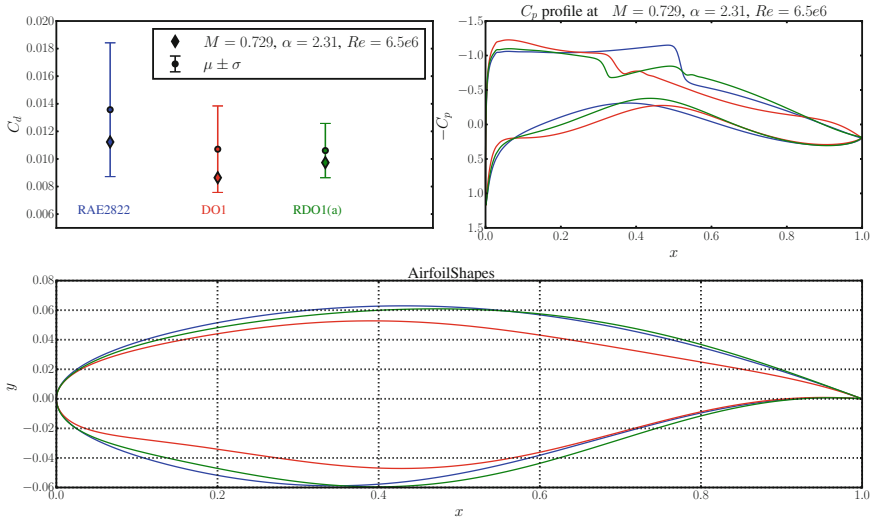 C_p profile at M = 0.729, α = 2.31, Re = 6.5e6
0.020
0.018
0.016
0.014
0.012
0.010
0.008
0.006
C_d
M = 0.729, α = 2.31, Re = 6.5e6
μ ± σ
RAE2822
DO1
RDO1(a)
−1.5
−1.0
−0.5
0.0
0.5
1.0
1.5
−C_p
0.0 0.2 0.4 0.6 0.8 1.0
x
AirfoilShapes
0.08
0.06
0.04
0.02
0.00
−0.02
−0.04
−0.06
y
0.0 0.2 0.4 0.6 0.8 1.0
x